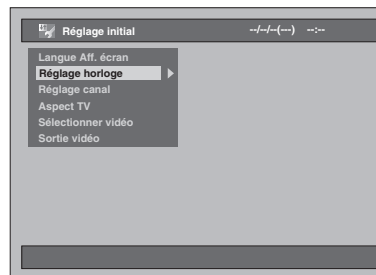 Réglage initial --/--/--(---) --:--
Langue Aff. écran
Réglage horloge
Réglage canal
Aspect TV
Sélectionner vidéo
Sortie vidéo